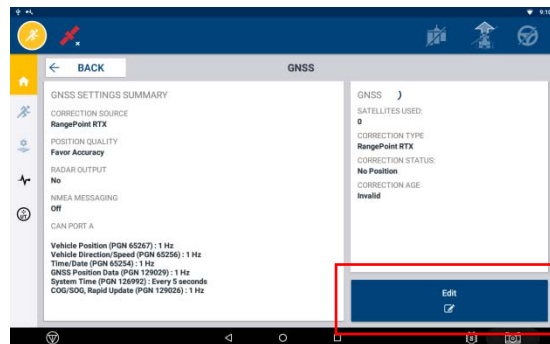 9:10
BACK
GNSS
GNSS SETTINGS SUMMARY
CORRECTION SOURCE
RangePoint RTX
POSITION QUALITY
Favor Accuracy
RADAR OUTPUT
No
NMEA MESSAGING
Off
CAN PORT A
Vehicle Position (PGN 65267) : 1 Hz
Vehicle Direction/Speed (PGN 65256) : 1 Hz
Time/Date (PGN 65254) : 1 Hz
GNSS Position Data (PGN 129029) : 1 Hz
System Time (PGN 126992) : Every 5 seconds
COG/SOG, Rapid Update (PGN 129026) : 1 Hz
GNSS
SATELLITES USED:
0
CORRECTION TYPE
RangePoint RTX
CORRECTION STATUS:
No Position
CORRECTION AGE
Invalid
Edit